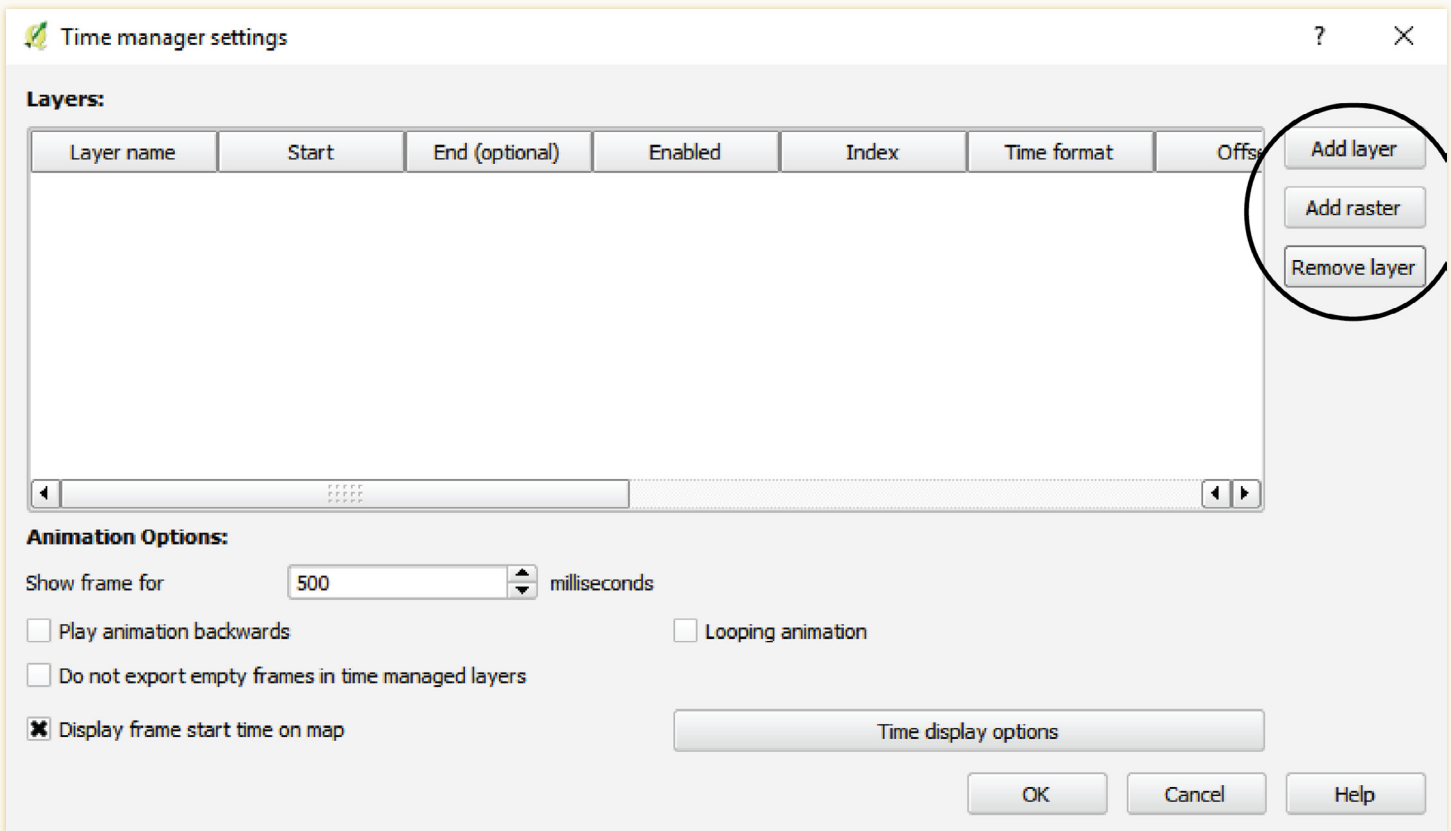 Time manager settings ?
Layers:
Layer name Start End (optional) Enabled Index Time format Offse
Add layer
Add raster
Remove layer
Animation Options:
Show frame for 500 milliseconds
Play animation backwards Looping animation
Do not export empty frames in time managed layers
Display frame start time on map Time display options
OK Cancel Help